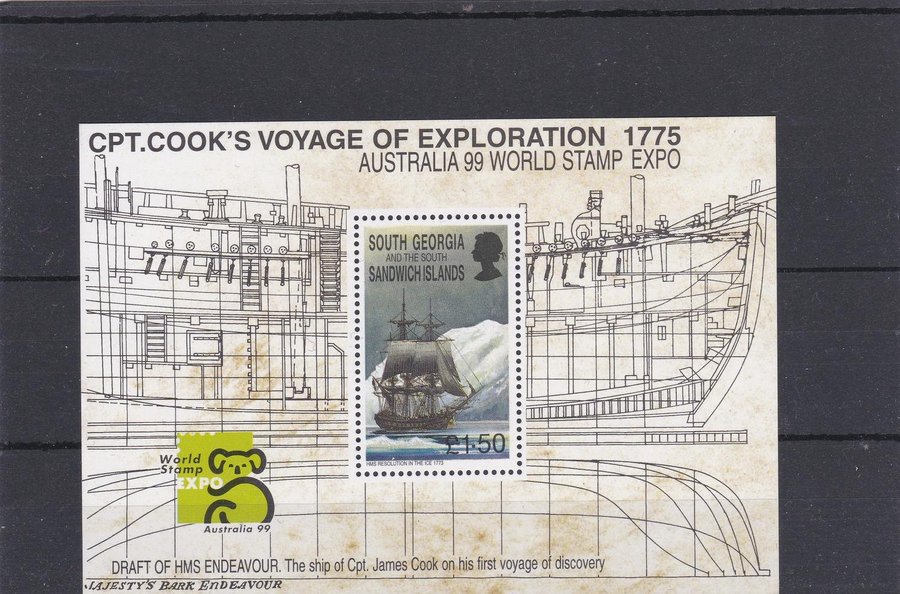 CPT.COOK'S VOYAGE OF EXPLORATION 1775
AUSTRALIA 99 WORLD STAMP EXPO
SOUTH GEORGIA
AND THE SOUTH
SANDWICH ISLANDS
£1·50
HMS RESOLUTION IN THE ICE 1773
World
Stamp
EXPO
Australia 99
DRAFT OF HMS ENDEAVOUR. The ship of Cpt. James Cook on his first voyage of discovery
MAJESTY'S BARK ENDEAVOUR